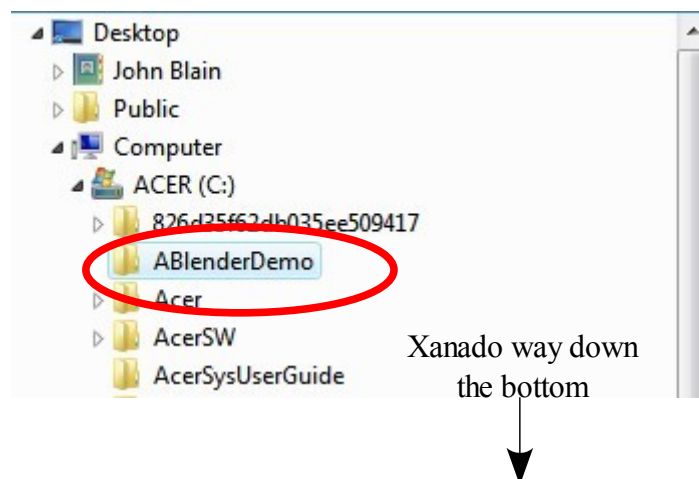 Desktop
John Blain
Public
Computer
ACER (C:)
826d35f62db035ee509417
ABlenderDemo
Acer
AcerSW
AcerSysUserGuide
Xanado way down
the bottom